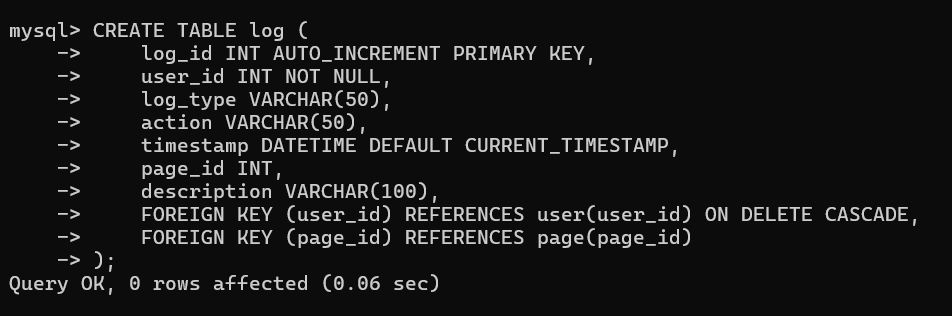 mysql> CREATE TABLE log (
    ->     log_id INT AUTO_INCREMENT PRIMARY KEY,
    ->     user_id INT NOT NULL,
    ->     log_type VARCHAR(50),
    ->     action VARCHAR(50),
    ->     timestamp DATETIME DEFAULT CURRENT_TIMESTAMP,
    ->     page_id INT,
    ->     description VARCHAR(100),
    ->     FOREIGN KEY (user_id) REFERENCES user(user_id) ON DELETE CASCADE,
    ->     FOREIGN KEY (page_id) REFERENCES page(page_id)
    -> );
Query OK, 0 rows affected (0.06 sec)